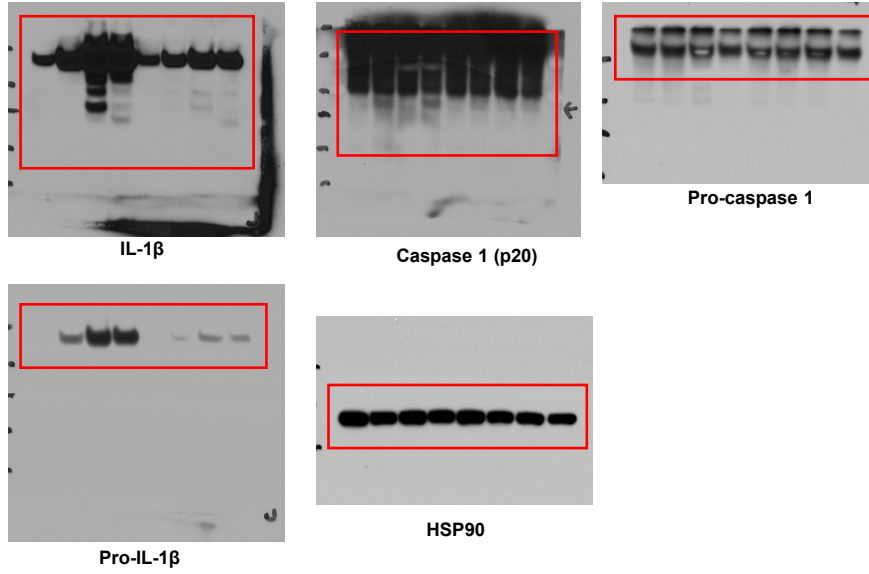 IL-1β
Caspase 1 (p20)
Pro-caspase 1
Pro-IL-1β
HSP90